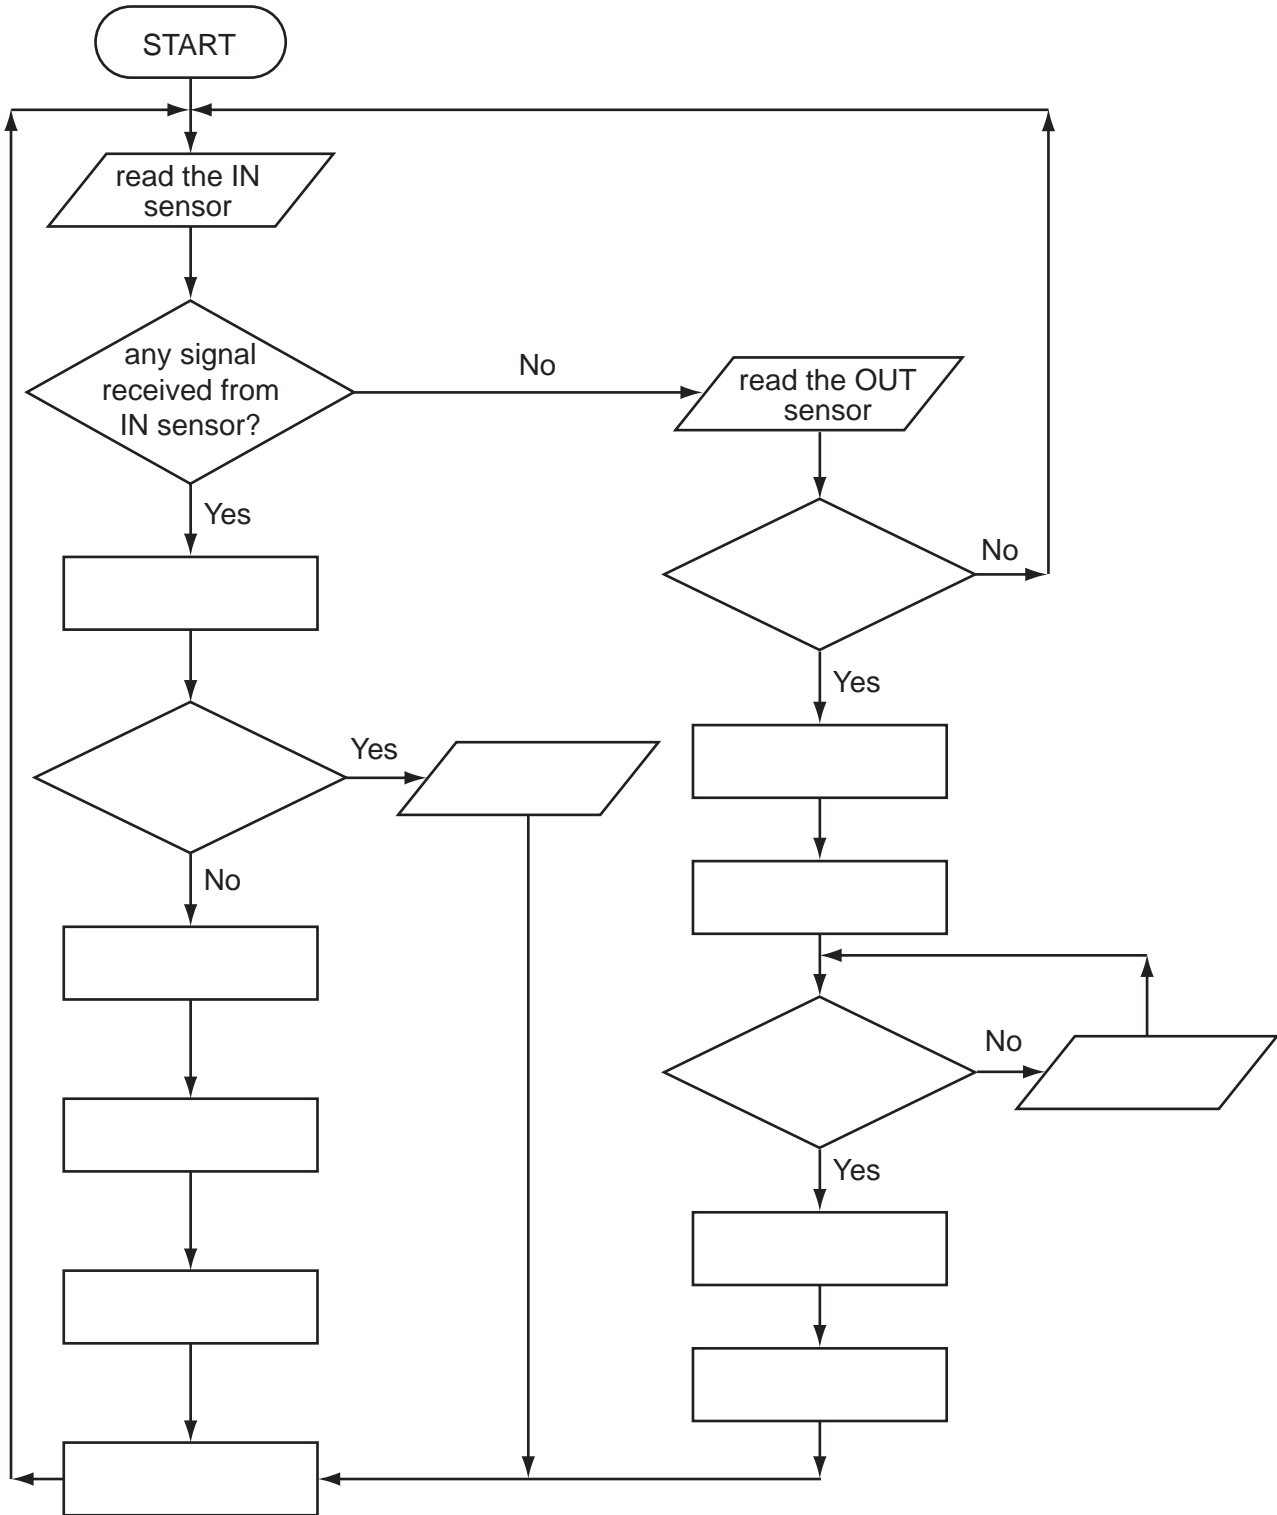 START
read the IN
sensor
any signal
received from
IN sensor?
No
read the OUT
sensor
Yes
No
Yes
Yes
No
No
Yes